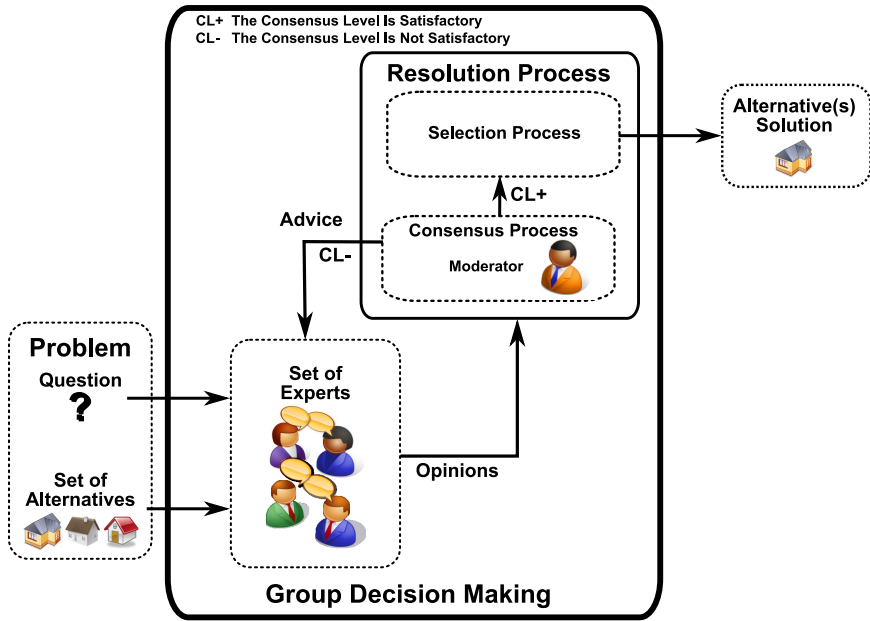 CL+ The Consensus Level Is Satisfactory
CL- The Consensus Level Is Not Satisfactory
Resolution Process
Selection Process
Alternative(s)
Solution
CL+
Advice
CL-
Consensus Process
Moderator
Problem
Question
?
Set of
Alternatives
Set of
Experts
Opinions
Group Decision Making